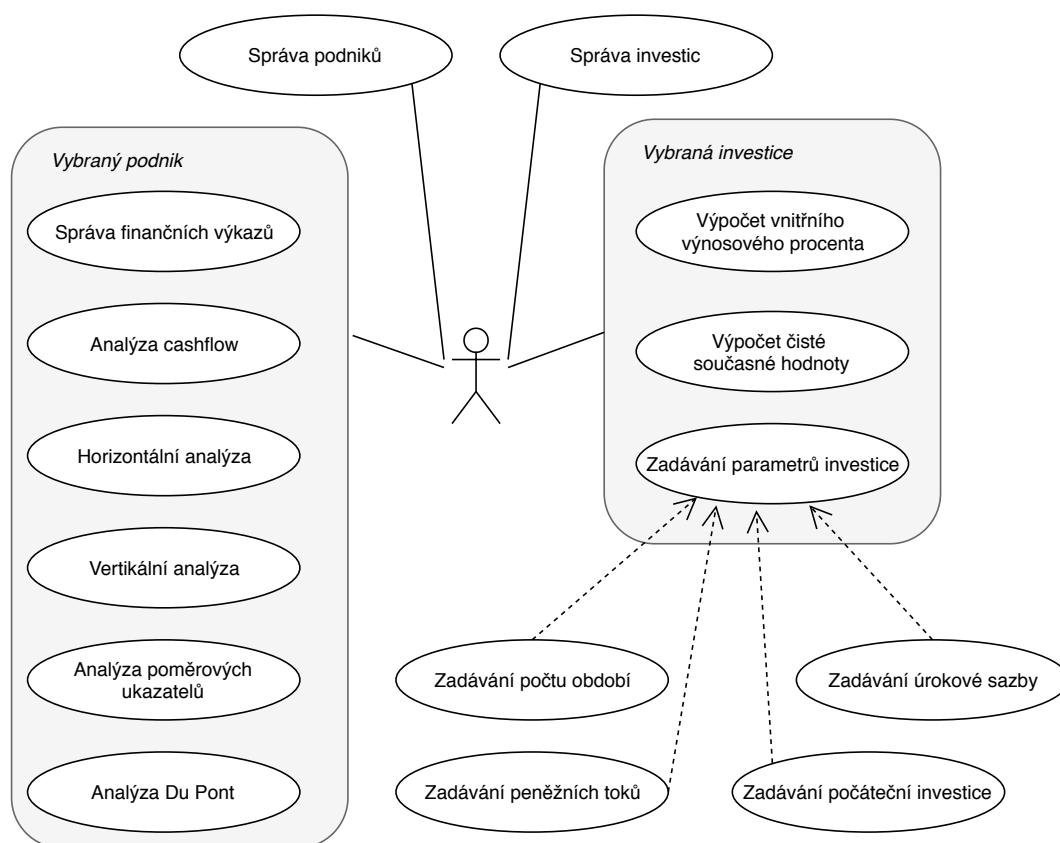 Správa podniků
Správa investic
Vybraný podnik
Správa finančních výkazů
Analýza cashflow
Horizontální analýza
Vertikální analýza
Analýza poměrových
ukazatelů
Analýza Du Pont
Vybraná investice
Výpočet vnitřního
výnosového procenta
Výpočet čisté
současné hodnoty
Zadávání parametrů investice
Zadávání počtu období
Zadávání úrokové sazby
Zadávání peněžních toků
Zadávání počáteční investice